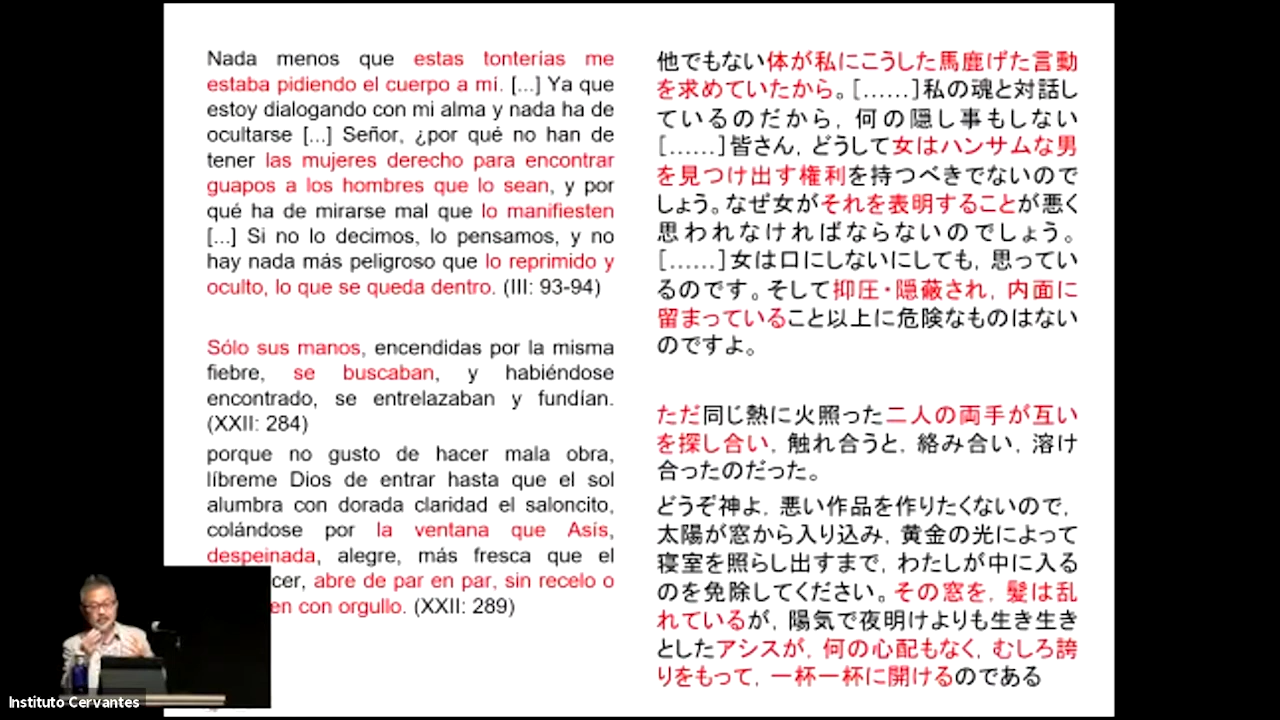 Nada menos que estas tonterías me
estaba pidiendo el cuerpo a mí. [...] Ya que
estoy dialogando con mi alma y nada ha de
ocultarse [...] Señor, ¿por qué no han de
tener las mujeres derecho para encontrar
guapos a los hombres que lo sean, y por
qué ha de mirarse mal que lo manifiesten
[...] Si no lo decimos, lo pensamos, y no
hay nada más peligroso que lo reprimido y
oculto, lo que se queda dentro. (III: 93-94)
Sólo sus manos, encendidas por la misma
fiebre, se buscaban, y habiéndose
encontrado, se entrelazaban y fundían.
(XXII: 284)
porque no gusto de hacer mala obra,
líbreme Dios de entrar hasta que el sol
alumbra con dorada claridad el saloncito,
colándose por la ventana que Asís,
despeinada, alegre, más fresca que el
cer, abre de par en par, sin recelo o
en con orgullo. (XXII: 289)
他でもない体が私にこうした馬鹿げた言動
を求めていたから。[……]私の魂と対話し
ているのだから，何の隠し事もしない
[……]皆さん，どうして女はハンサムな男
を見つけ出す権利を持つべきでないので
しょう。なぜ女がそれを表明することが悪く
思われなければならないのでしょう。
[……]女は口にしないにしても，思ってい
るのです。そして抑圧・隠蔽され，内面に
留まっていること以上に危険なものはない
のですよ。
ただ同じ熱に火照った二人の両手が互い
を探し合い，触れ合うと，絡み合い，溶け
合ったのだった。
どうぞ神よ，悪い作品を作りたくないので，
太陽が窓から入り込み，黄金の光によって
寝室を照らし出すまで，わたしが中に入る
のを免除してください。その窓を，髪は乱
れているが，陽気で夜明けよりも生き生き
としたアシスが，何の心配もなく，むしろ誇
りをもって，一杯一杯に開けるのである
Instituto Cervantes